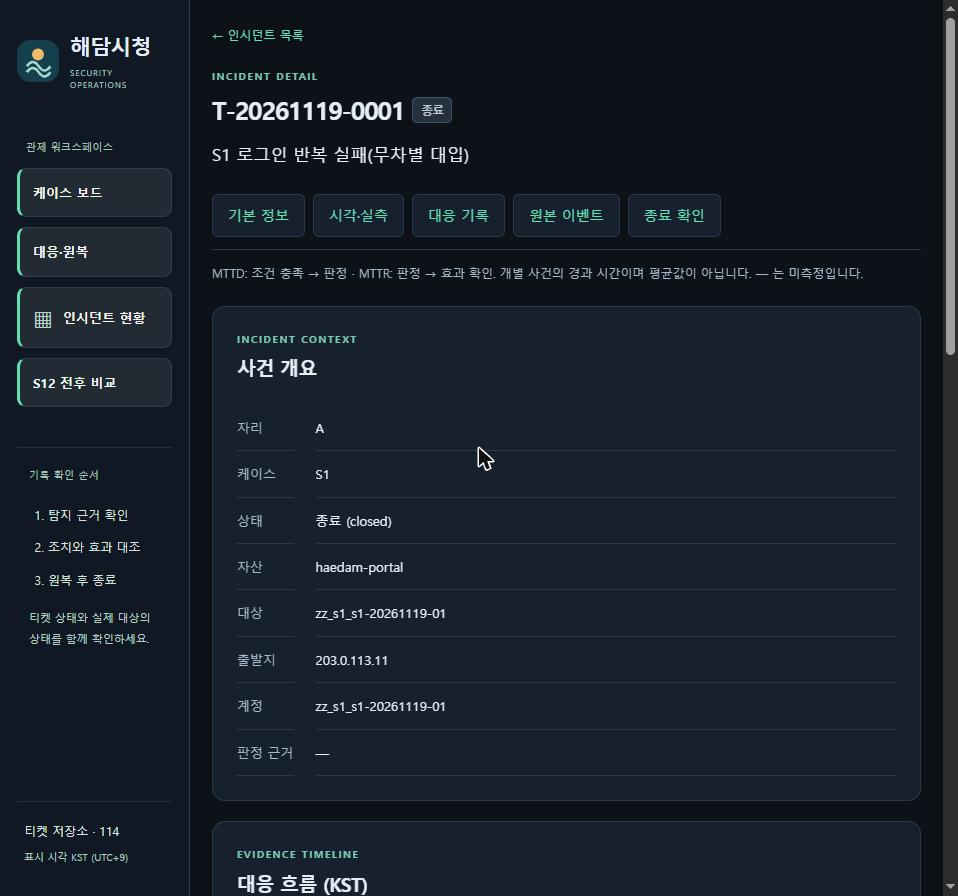 해담시청
SECURITY
OPERATIONS
관제 워크스페이스
케이스 보드
대응·원복
인시던트 현황
S12 전후 비교
기록 확인 순서
1. 탐지 근거 확인
2. 조치와 효과 대조
3. 원복 후 종료
티켓 상태와 실제 대상의
상태를 함께 확인하세요.
티켓 저장소 · 114
표시 시각 KST (UTC+9)
← 인시던트 목록
INCIDENT DETAIL
T-20261119-0001 종료
S1 로그인 반복 실패(무차별 대입)
기본 정보 시각·실측 대응 기록 원본 이벤트 종료 확인
MTTD: 조건 충족 → 판정 · MTTR: 판정 → 효과 확인. 개별 사건의 경과 시간이며 평균값이 아닙니다. — 는 미측정입니다.
INCIDENT CONTEXT
사건 개요
자리 A
케이스 S1
상태 종료 (closed)
자산 haedam-portal
대상 zz_s1_s1-20261119-01
출발지 203.0.113.11
계정 zz_s1_s1-20261119-01
판정 근거 —
EVIDENCE TIMELINE
대응 흐름 (KST)